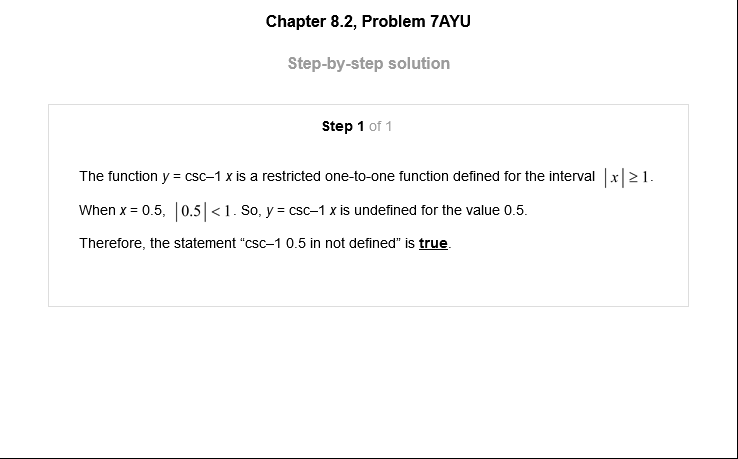 Chapter 8.2, Problem 7AYU
Step-by-step solution
Step 1 of 1
The function y = csc–1 x is a restricted one-to-one function defined for the interval |x| ≥ 1.
When x = 0.5, |0.5| < 1. So, y = csc–1 x is undefined for the value 0.5.
Therefore, the statement “csc–1 0.5 in not defined” is true.